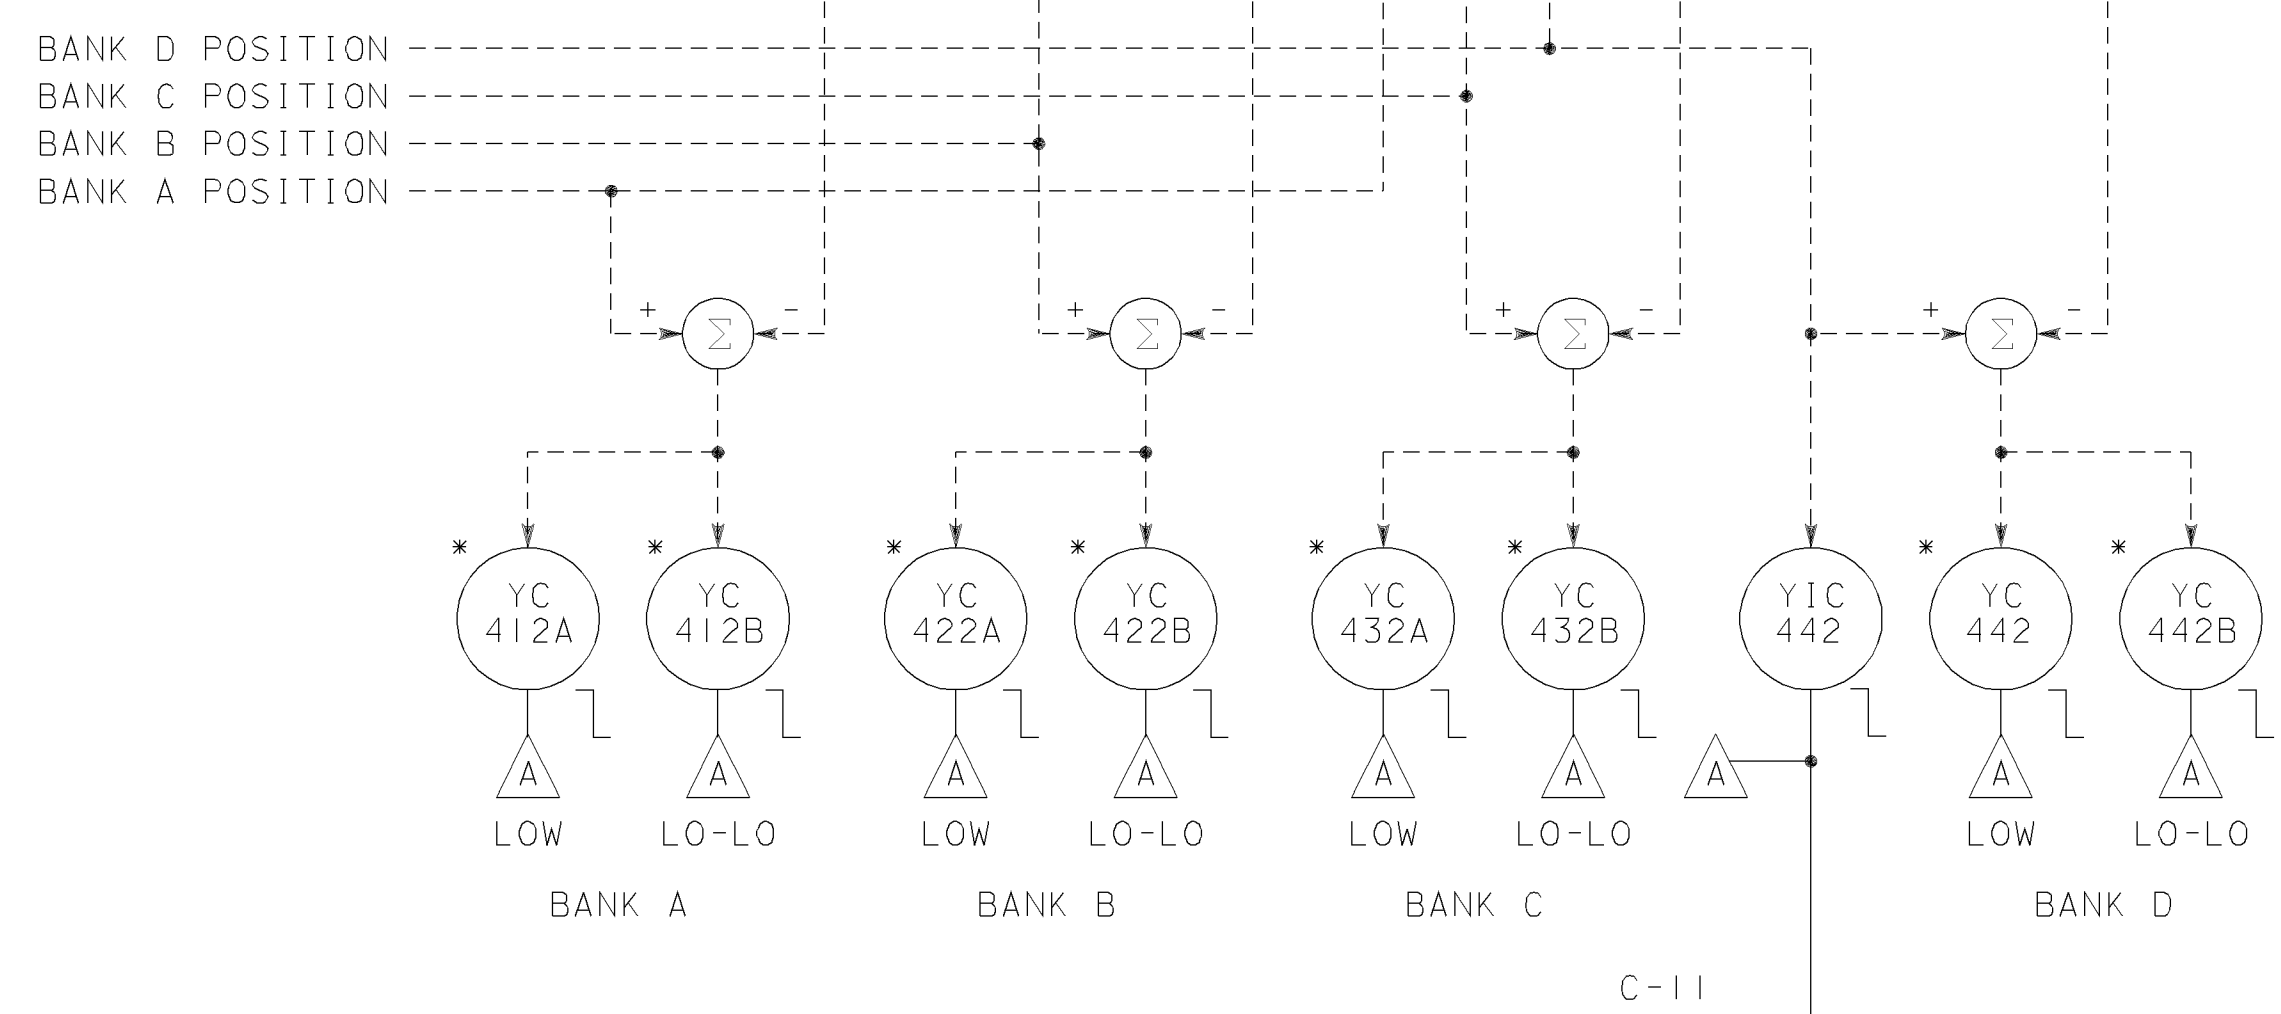 BANK D POSITION
BANK C POSITION
BANK B POSITION
BANK A POSITION
+ - + - + - + -
Σ Σ Σ Σ
* * * * * * * *
YC YC YC YC YC YC YIC YC YC
412A 412B 422A 422B 432A 432B 442 442 442B
A A A A A A A A A
LOW LO-LO LOW LO-LO LOW LO-LO LOW LO-LO
BANK A BANK B BANK C BANK D
C-11